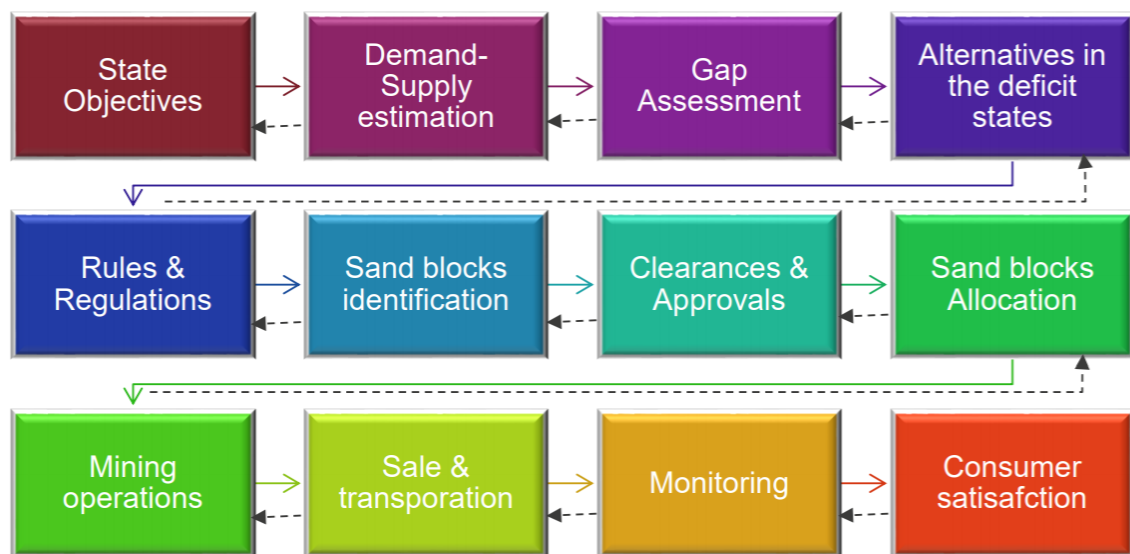 State
Objectives
Demand-
Supply
estimation
Gap
Assessment
Alternatives in
the deficit
states
Rules &
Regulations
Sand blocks
identification
Clearances &
Approvals
Sand blocks
Allocation
Mining
operations
Sale &
transporation
Monitoring
Consumer
satisafction